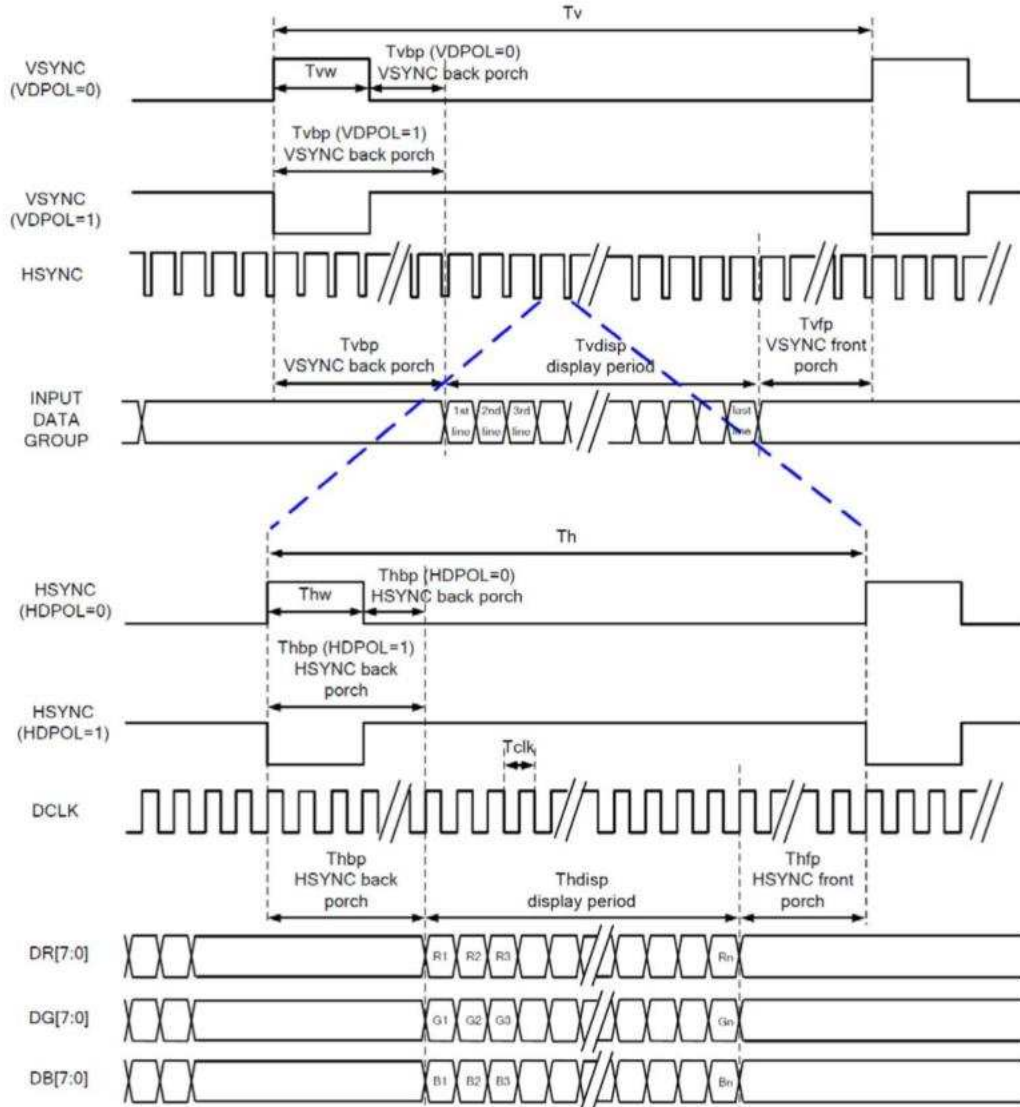 Tv
VSYNC
(VDPOL=0)
Tvw
Tvbp (VDPOL=0)
VSYNC back porch
Tvbp (VDPOL=1)
VSYNC back porch
VSYNC
(VDPOL=1)
HSYNC
Tvbp
VSYNC back porch
Tvdisp
display period
Tvfp
VSYNC front
porch
INPUT
DATA
GROUP
1st
line
2nd
line
3rd
line
last
line
Th
HSYNC
(HDPOL=0)
Thw
Thbp (HDPOL=0)
HSYNC back porch
Thbp (HDPOL=1)
HSYNC back
porch
HSYNC
(HDPOL=1)
Tclk
DCLK
Thbp
HSYNC back
porch
Thdisp
display period
Thfp
HSYNC front
porch
DR[7:0]
R1 R2 R3 Rn
DG[7:0]
G1 G2 G3 Gn
DB[7:0]
B1 B2 B3 Bn